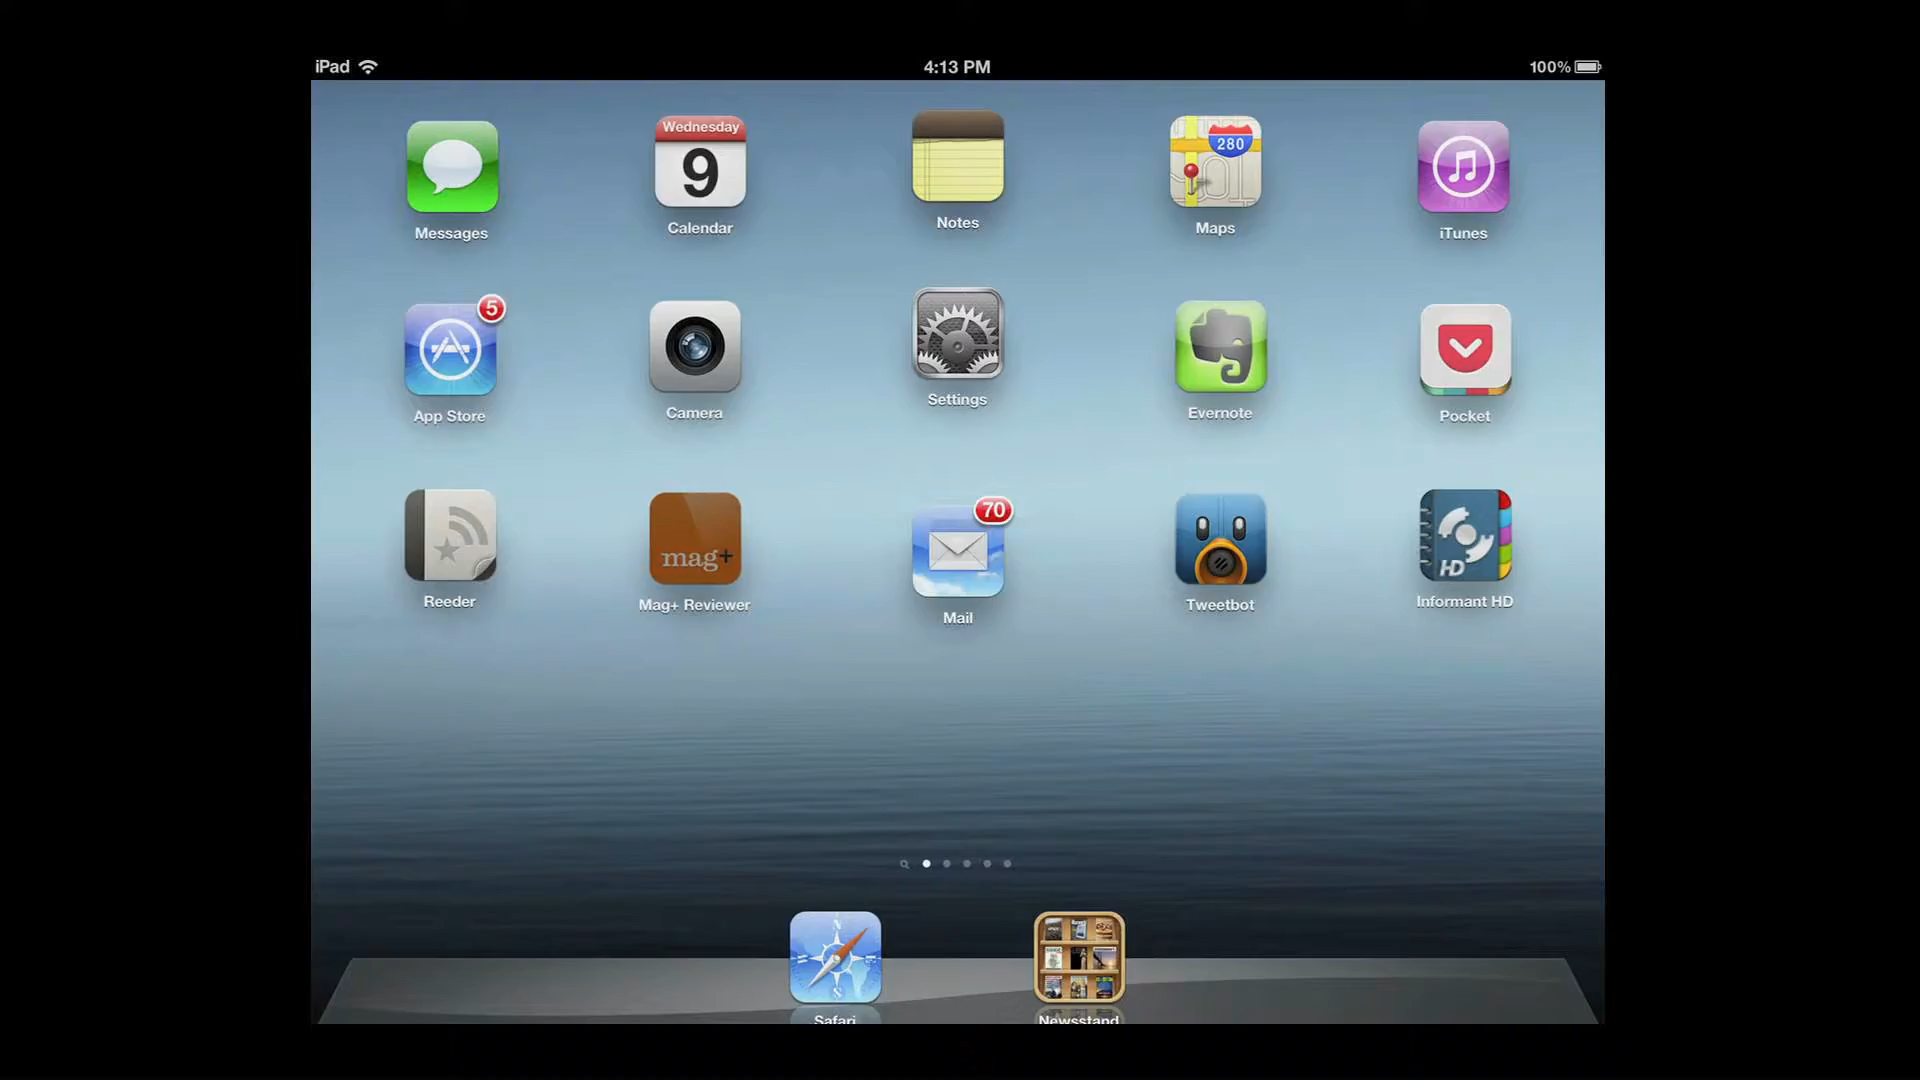 iPad 4:13 PM 100%
Wednesday
9
280
Messages Calendar Notes Maps iTunes
5
App Store Camera Settings Evernote Pocket
mag+
HD
70
Reeder Mag+ Reviewer Mail Tweetbot Informant HD
N
S
Safari Newsstand